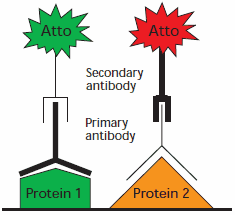 Atto
Atto
Secondary
antibody
Primary
antibody
Protein 1
Protein 2